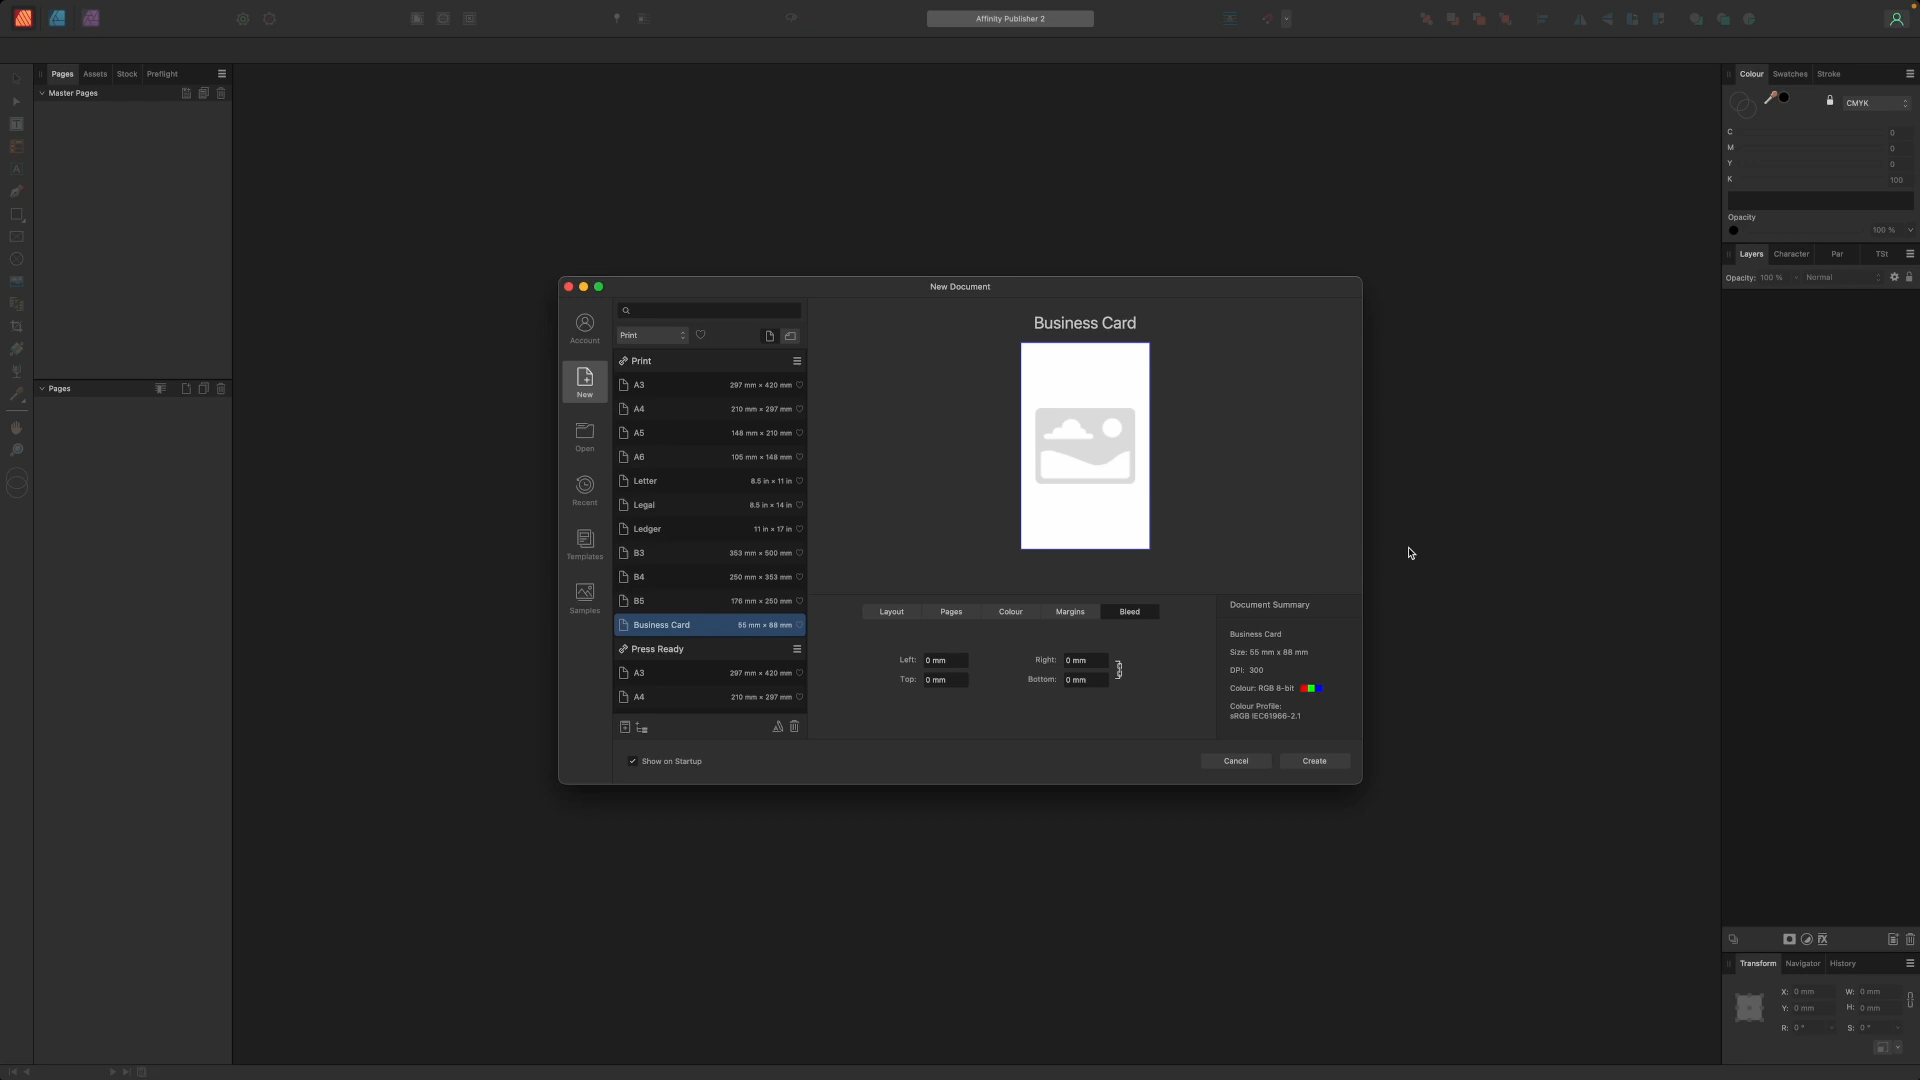 Affinity Publisher 2
Pages Assets Stock Preflight
Master Pages
Pages
New Document
Account
New
Open
Recent
Templates
Samples
Print
Print
A3 297 mm × 420 mm
A4 210 mm × 297 mm
A5 148 mm × 210 mm
A6 105 mm × 148 mm
Letter 8.5 in × 11 in
Legal 8.5 in × 14 in
Ledger 11 in × 17 in
B3 353 mm × 500 mm
B4 250 mm × 353 mm
B5 176 mm × 250 mm
Business Card 55 mm × 88 mm
Press Ready
A3 297 mm × 420 mm
A4 210 mm × 297 mm
Show on Startup
Business Card
Layout Pages Colour Margins Bleed
Left: 0 mm Right: 0 mm
Top: 0 mm Bottom: 0 mm
Document Summary
Business Card
Size: 55 mm x 88 mm
DPI: 300
Colour: RGB 8-bit
Colour Profile:
sRGB IEC61966-2.1
Cancel Create
Colour Swatches Stroke
CMYK
C 0
M 0
Y 0
K 100
Opacity
100 %
Layers Character Par TSt
Opacity: 100 % Normal
Transform Navigator History
X: 0 mm W: 0 mm
Y: 0 mm H: 0 mm
R: 0 ° S: 0 °